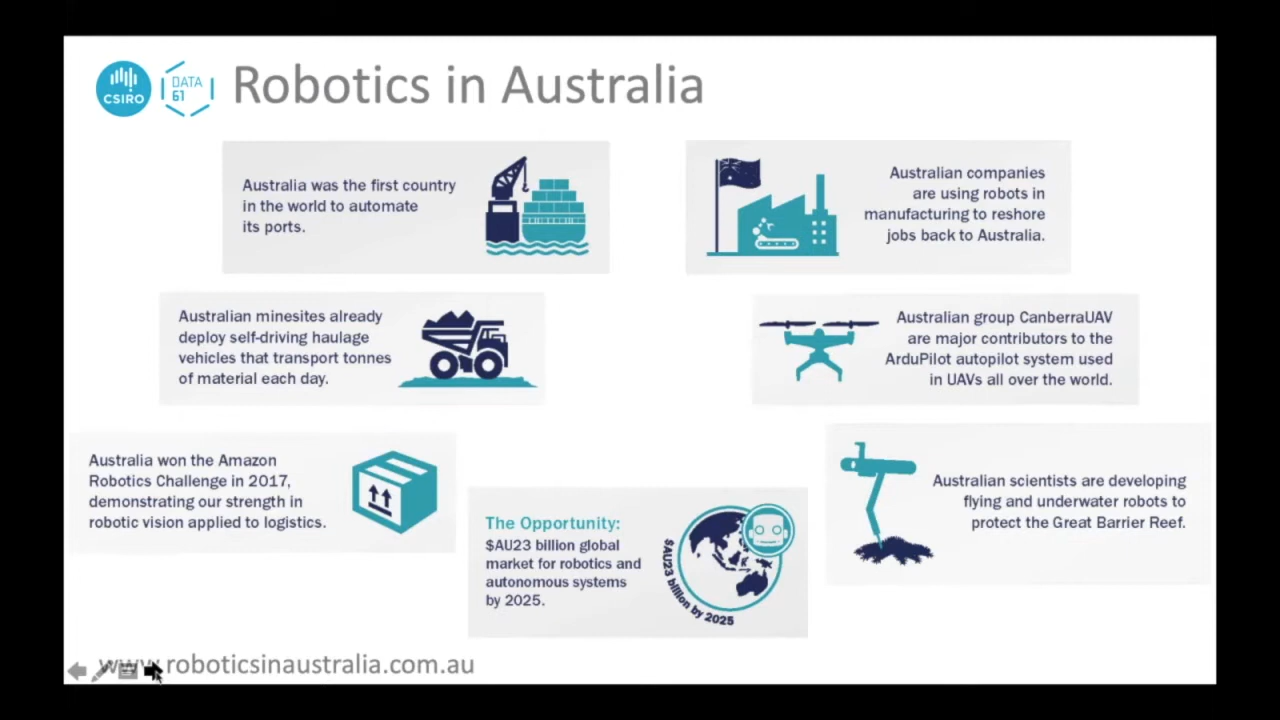 CSIRO
DATA
61
Robotics in Australia
Australia was the first country
in the world to automate
its ports.
Australian companies
are using robots in
manufacturing to reshore
jobs back to Australia.
Australian minesites already
deploy self-driving haulage
vehicles that transport tonnes
of material each day.
Australian group CanberraUAV
are major contributors to the
ArduPilot autopilot system used
in UAVs all over the world.
Australia won the Amazon
Robotics Challenge in 2017,
demonstrating our strength in
robotic vision applied to logistics.
The Opportunity:
$AU23 billion global
market for robotics and
autonomous systems
by 2025.
$AU23 billion by 2025
Australian scientists are developing
flying and underwater robots to
protect the Great Barrier Reef.
www.roboticsinaustralia.com.au